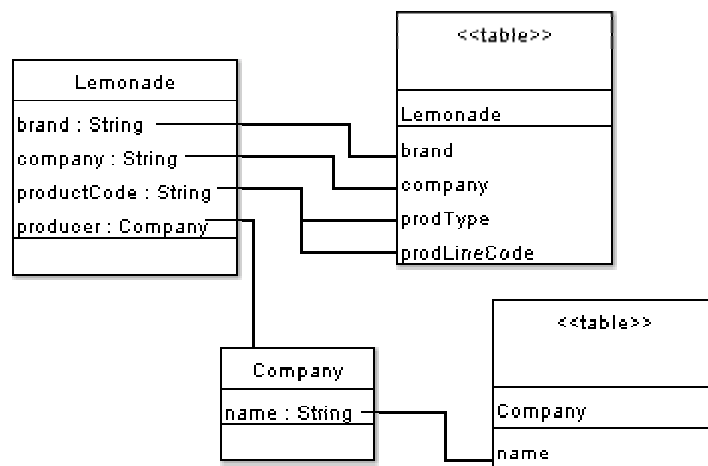 Lemonade
brand : String
company : String
productCode : String
producer : Company
<<table>>
Lemonade
brand
company
prodType
prodLineCode
Company
name : String
<<table>>
Company
name